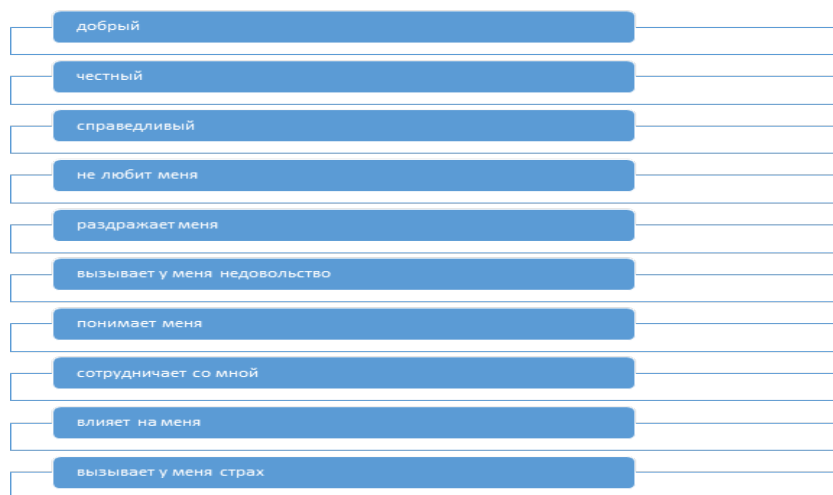 добрый
честный
справедливый
не любит меня
раздражает меня
вызывает у меня недовольство
понимает меня
сотрудничает со мной
влияет на меня
вызывает у меня страх